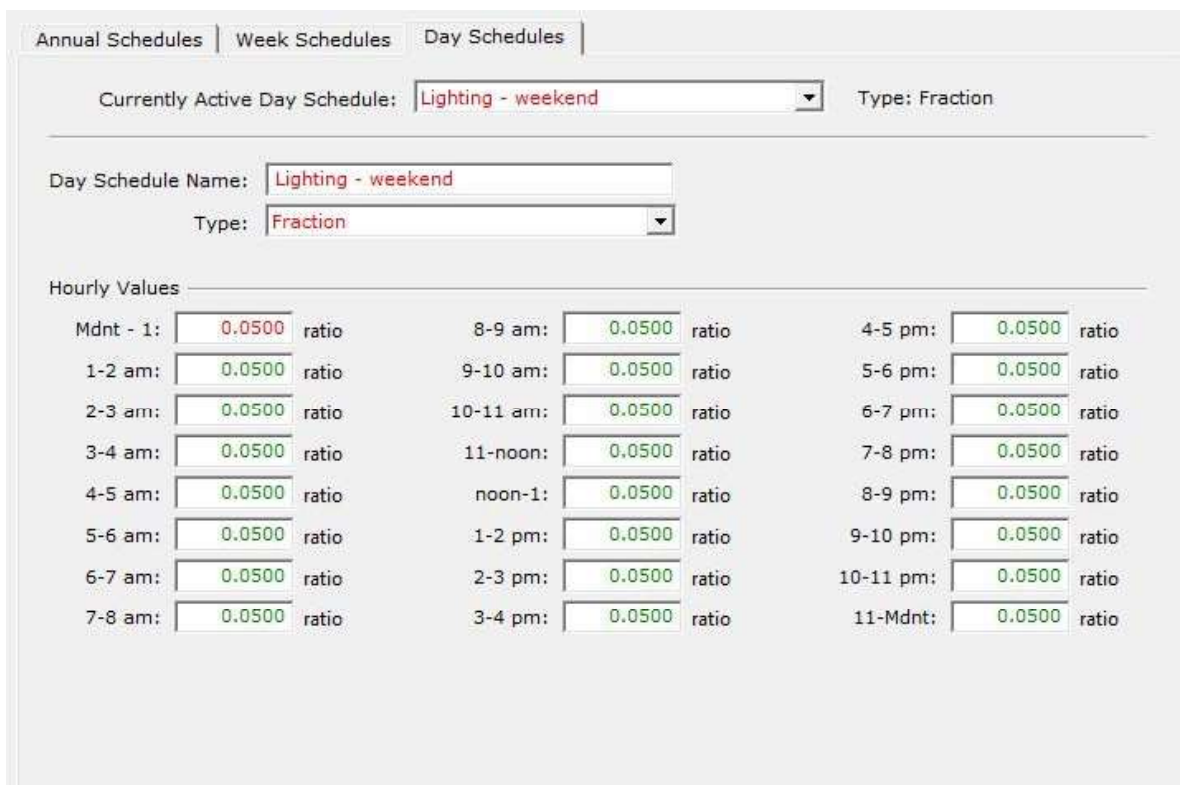 Annual Schedules | Week Schedules | Day Schedules
Currently Active Day Schedule: Lighting - weekend Type: Fraction
Day Schedule Name: Lighting - weekend
Type: Fraction
Hourly Values
Mdnt - 1: 0.0500 ratio 8-9 am: 0.0500 ratio 4-5 pm: 0.0500 ratio
1-2 am: 0.0500 ratio 9-10 am: 0.0500 ratio 5-6 pm: 0.0500 ratio
2-3 am: 0.0500 ratio 10-11 am: 0.0500 ratio 6-7 pm: 0.0500 ratio
3-4 am: 0.0500 ratio 11-noon: 0.0500 ratio 7-8 pm: 0.0500 ratio
4-5 am: 0.0500 ratio noon-1: 0.0500 ratio 8-9 pm: 0.0500 ratio
5-6 am: 0.0500 ratio 1-2 pm: 0.0500 ratio 9-10 pm: 0.0500 ratio
6-7 am: 0.0500 ratio 2-3 pm: 0.0500 ratio 10-11 pm: 0.0500 ratio
7-8 am: 0.0500 ratio 3-4 pm: 0.0500 ratio 11-Mdnt: 0.0500 ratio